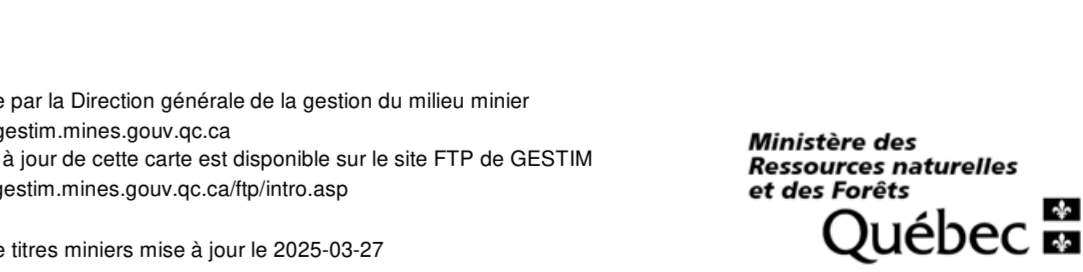 e par la Direction générale de la gestion du milieu minier
gestim.mines.gouv.qc.ca
à jour de cette carte est disponible sur le site FTP de GESTIM
gestim.mines.gouv.qc.ca/ftp/intro.asp
e titres miniers mise à jour le 2025-03-27
Ministère des
Ressources naturelles
et des Forêts
Québec